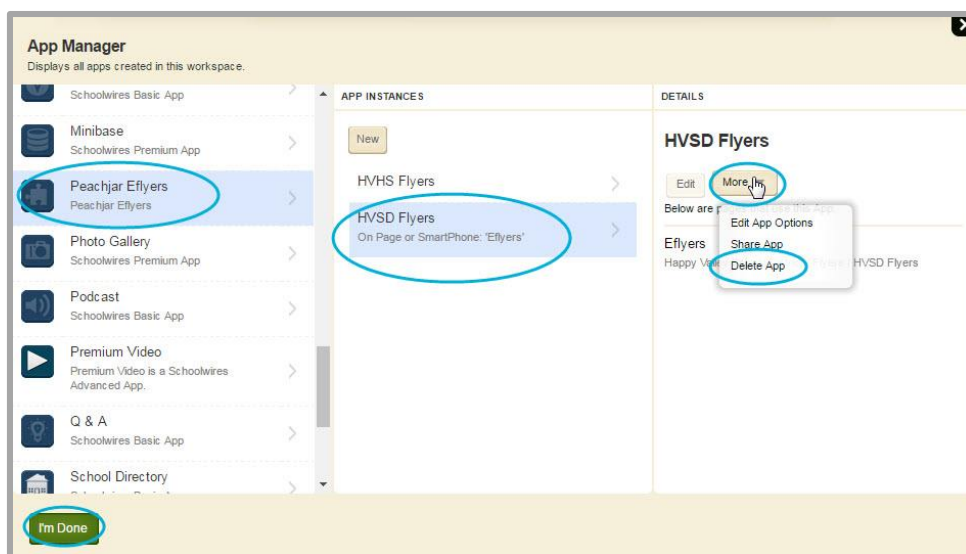 App Manager
Displays all apps created in this workspace.
Schoolwires Basic App
Minibase
Schoolwires Premium App
Peachjar Eflyers
Peachjar Eflyers
Photo Gallery
Schoolwires Premium App
Podcast
Schoolwires Basic App
Premium Video
Premium Video is a Schoolwires
Advanced App.
Q & A
Schoolwires Basic App
School Directory
I'm Done
APP INSTANCES
New
HVHS Flyers
HVSD Flyers
On Page or SmartPhone: 'Eflyers'
DETAILS
HVSD Flyers
Edit
More
Below are
Edit App Options
Eflyers
Share App
Happy
HVSD Flyers
Delete App